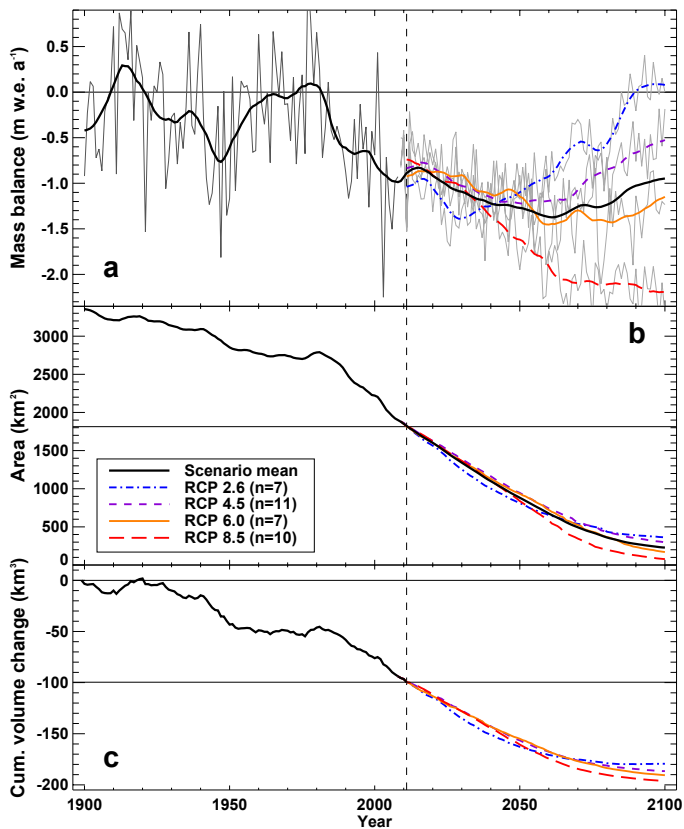 0.5
0.0
-0.5
-1.0
-1.5
-2.0
Mass balance (m w.e. a⁻¹)
a
3000
2500
2000
1500
1000
500
0
Area (km²)
b
Scenario mean
RCP 2.6 (n=7)
RCP 4.5 (n=11)
RCP 6.0 (n=7)
RCP 8.5 (n=10)
0
-50
-100
-150
-200
Cum. volume change (km³)
c
1900
1950
2000
2050
2100
Year